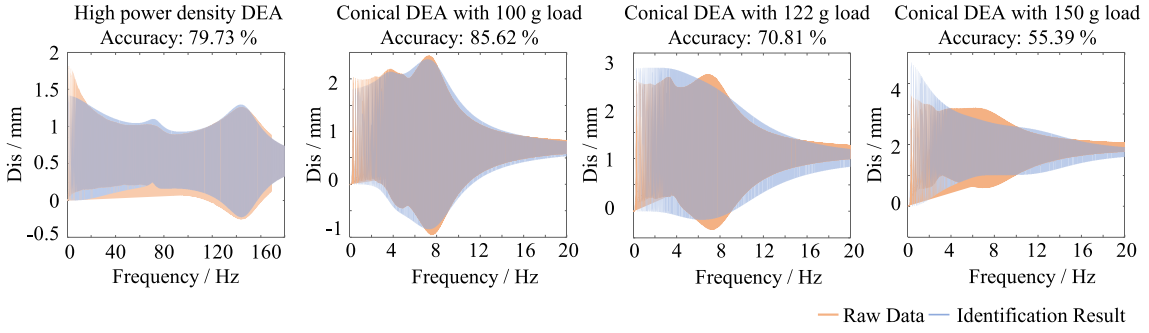 High power density DEA
Accuracy: 79.73 %
Conical DEA with 100 g load
Accuracy: 85.62 %
Conical DEA with 122 g load
Accuracy: 70.81 %
Conical DEA with 150 g load
Accuracy: 55.39 %
Dis / mm
2
1.5
1
0.5
0
-0.5
0 40 80 120 160
Frequency / Hz
Dis / mm
2
1
0
-1
0 4 8 12 16 20
Frequency / Hz
Dis / mm
3
2
1
0
0 4 8 12 16 20
Frequency / Hz
Dis / mm
4
2
0
0 4 8 12 16 20
Frequency / Hz
Raw Data Identification Result